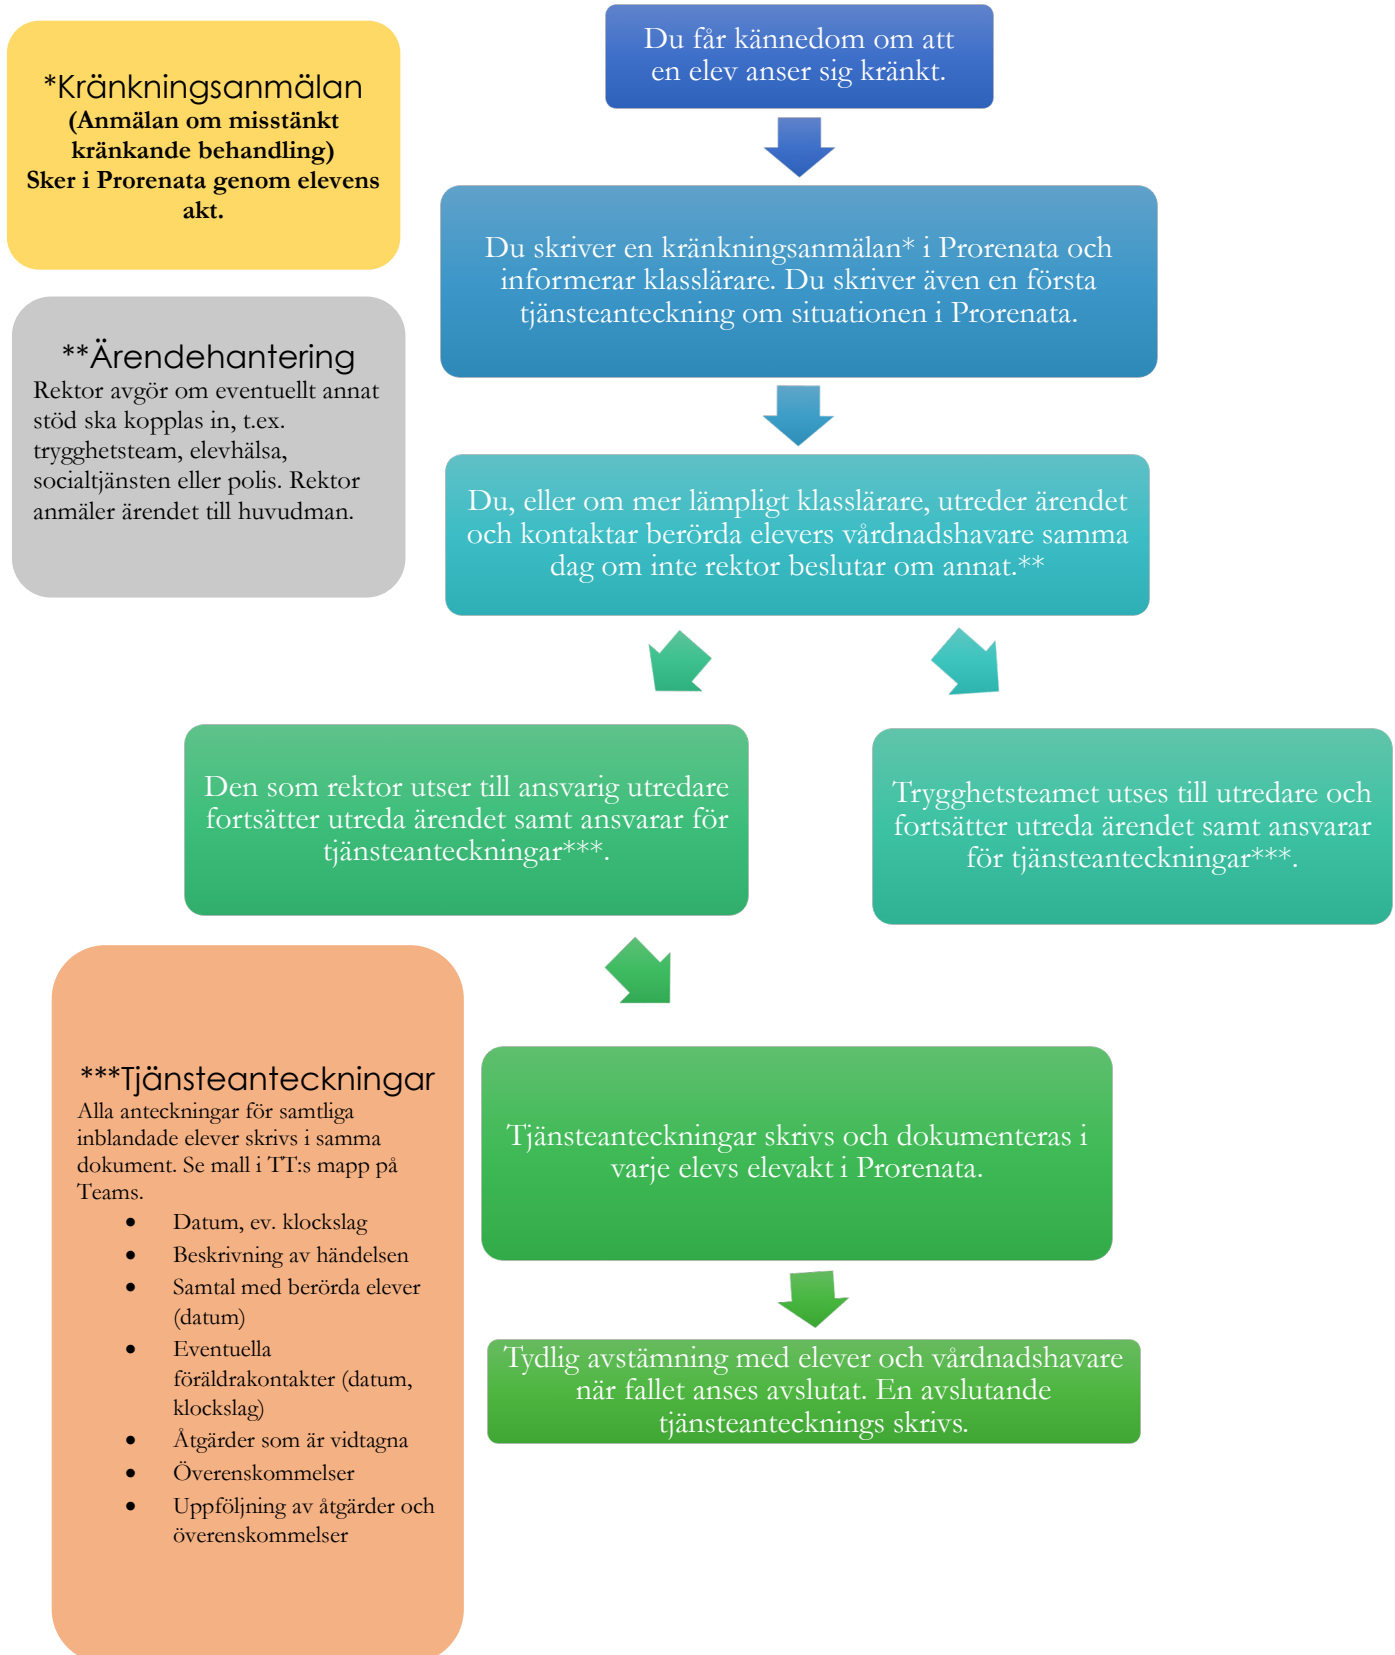 Du får kännedom om att
en elev anser sig kränkt.
*Kränkningsanmälan
(Anmälan om misstänkt
kränkande behandling)
Sker i Prorenata genom elevens
akt.
Du skriver en kränkningsanmälan* i Prorenata och
informerar klasslärare. Du skriver även en första
tjänsteanteckning om situationen i Prorenata.
**Ärendehantering
Rektor avgör om eventuellt annat
stöd ska kopplas in, t.ex.
trygghetsteam, elevhälsa,
socialtjänsten eller polis. Rektor
anmäler ärendet till huvudman.
Du, eller om mer lämpligt klasslärare, utreder ärendet
och kontaktar berörda elevers vårdnadshavare samma
dag om inte rektor beslutar om annat.**
Den som rektor utser till ansvarig utredare
fortsätter utreda ärendet samt ansvarar för
tjänsteanteckningar***.
Trygghetsteamet utses till utredare och
fortsätter utreda ärendet samt ansvarar
för tjänsteanteckningar***.
***Tjänsteanteckningar
Alla anteckningar för samtliga
inblandade elever skrivs i samma
dokument. Se mall i TT:s mapp på
Teams.
• Datum, ev. klockslag
• Beskrivning av händelsen
• Samtal med berörda elever
(datum)
• Eventuella
föräldrakontakter (datum,
klockslag)
• Åtgärder som är vidtagna
• Överenskommelser
• Uppföljning av åtgärder och
överenskommelser
Tjänsteanteckningar skrivs och dokumenteras i
varje elevs elevakt i Prorenata.
Tydlig avstämning med elever och vårdnadshavare
när fallet anses avslutat. En avslutande
tjänsteantecknings skrivs.